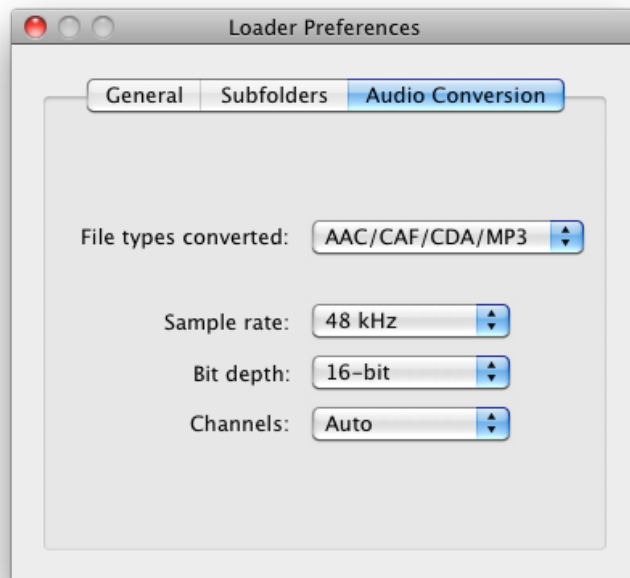 Loader Preferences
General Subfolders Audio Conversion
File types converted: AAC/CAF/CDA/MP3
Sample rate: 48 kHz
Bit depth: 16-bit
Channels: Auto